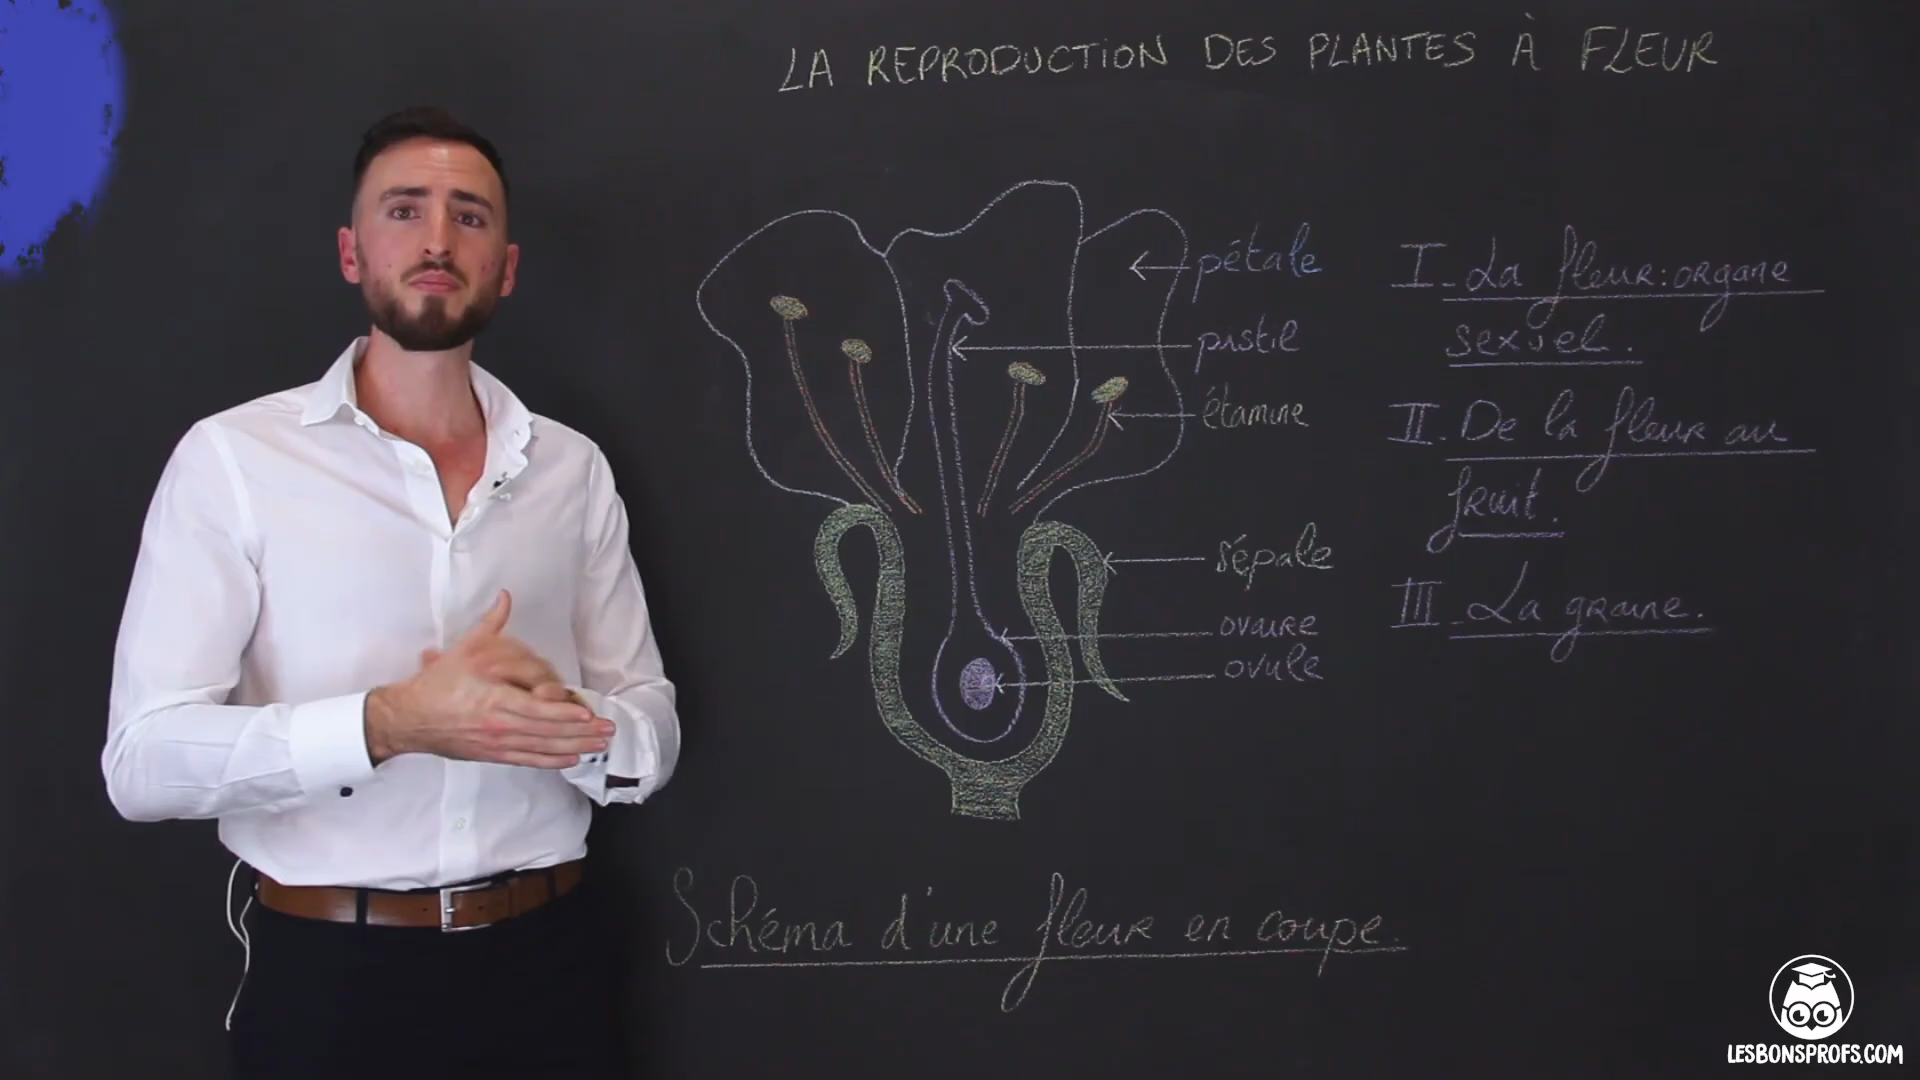 LA REPRODUCTION DES PLANTES À FLEUR
pétale
pistil
étamine
sépale
ovaire
ovule
I. La fleur: organe
sexuel.
II. De la fleur au
fruit.
III. La graine.
Schéma d'une fleur en coupe.
LESBONSPROFS.COM